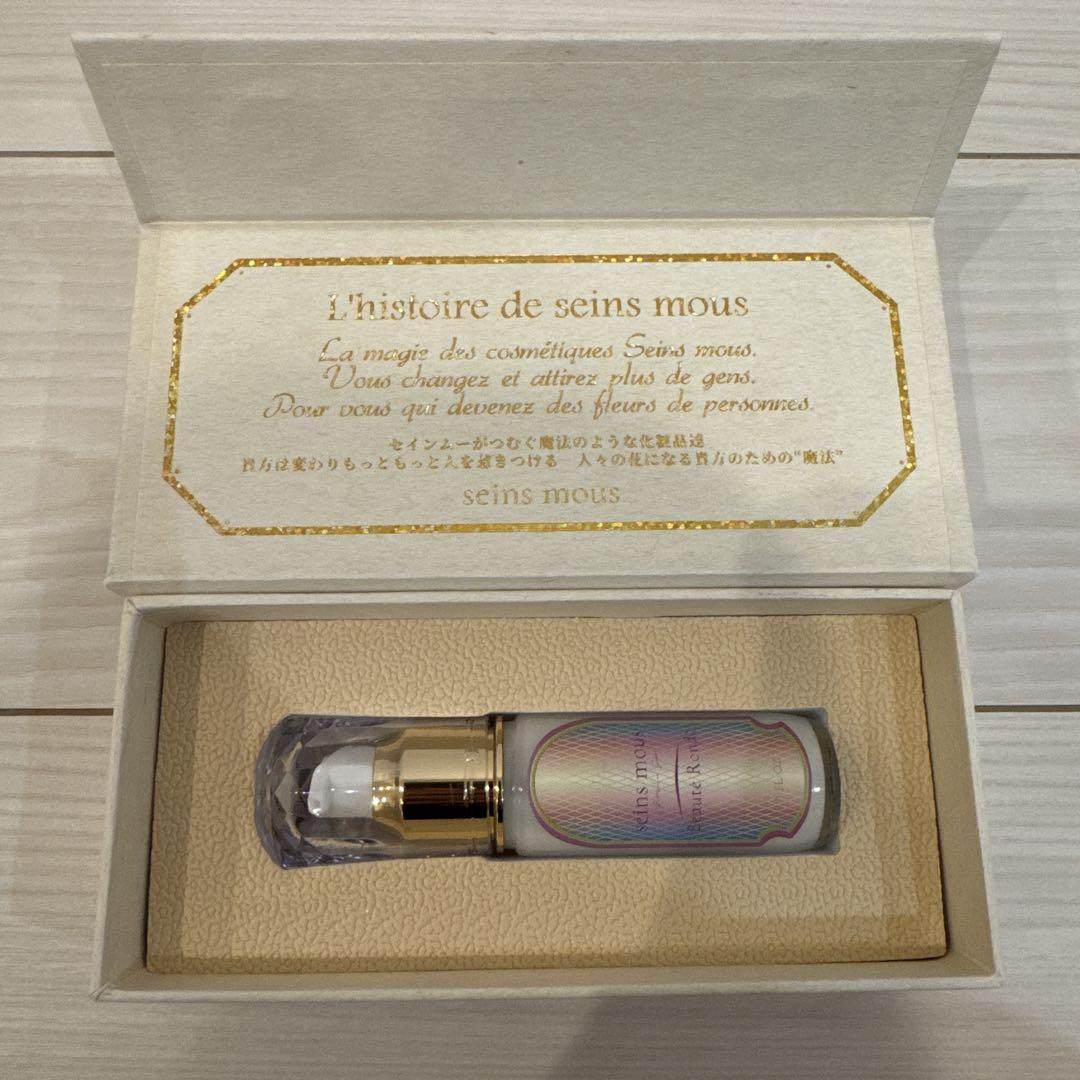 L'histoire de seins mous
La magie des cosmétiques Seins mous.
Vous changez et attirez plus de gens.
Pour vous qui devenez des fleurs de personnes.
セインムーがつむぐ魔法のような化粧品達
貴方は変わりもっともっと人を惹きつける 人々の花になる貴方のための"魔法"
seins mous
seins mous
Beauté Ronde